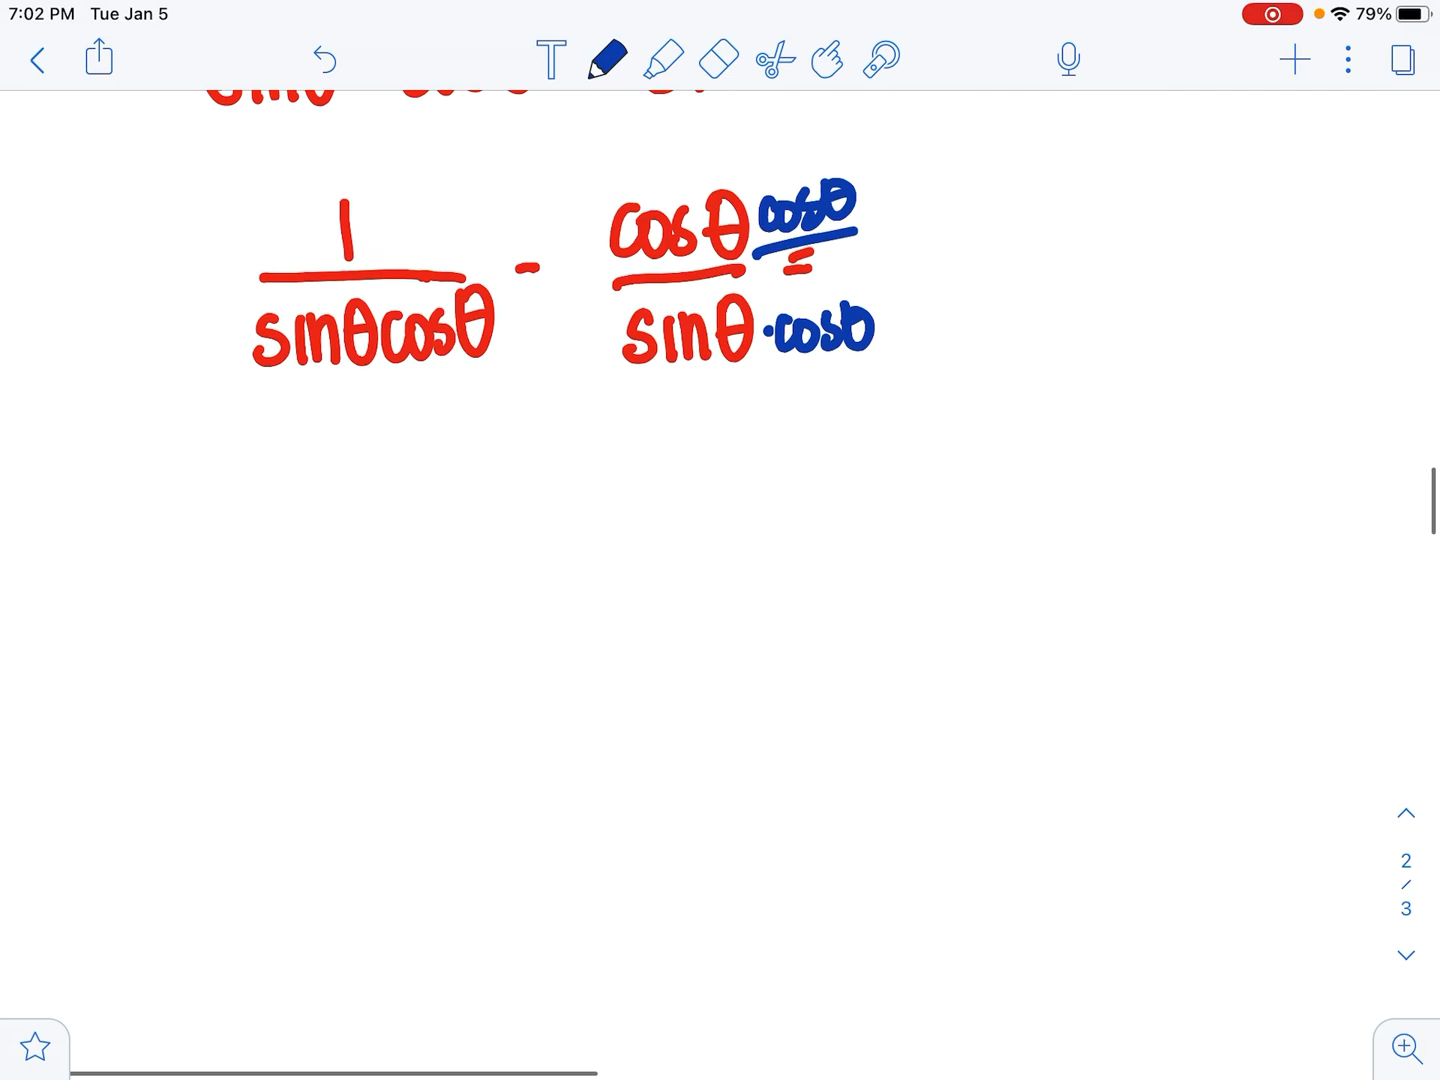 7:02 PM Tue Jan 5 79%
T
1 cosθ cosθ
- =
sinθcosθ sinθ ·cosθ
2
/
3